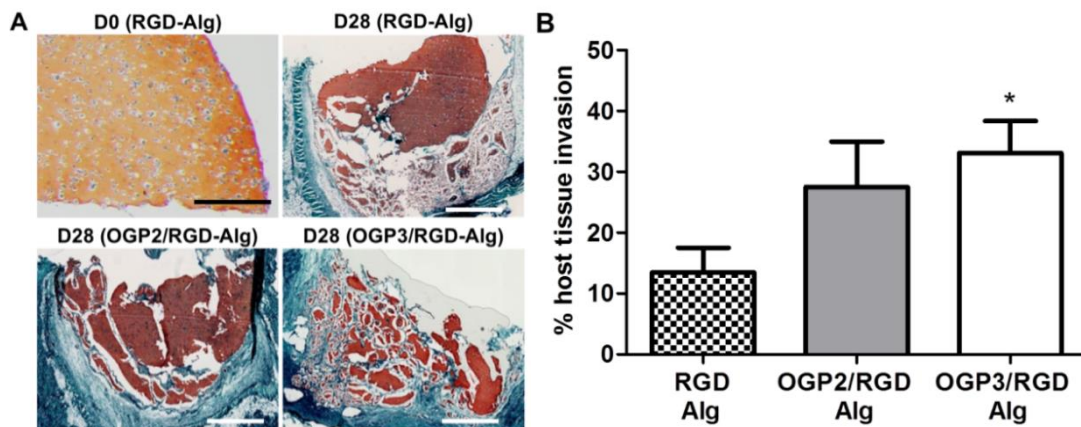 A
D0 (RGD-Alg)
D28 (RGD-Alg)
D28 (OGP2/RGD-Alg)
D28 (OGP3/RGD-Alg)
B
% host tissue invasion
50
40
30
20
10
0
*
RGD
Alg
OGP2/RGD
Alg
OGP3/RGD
Alg